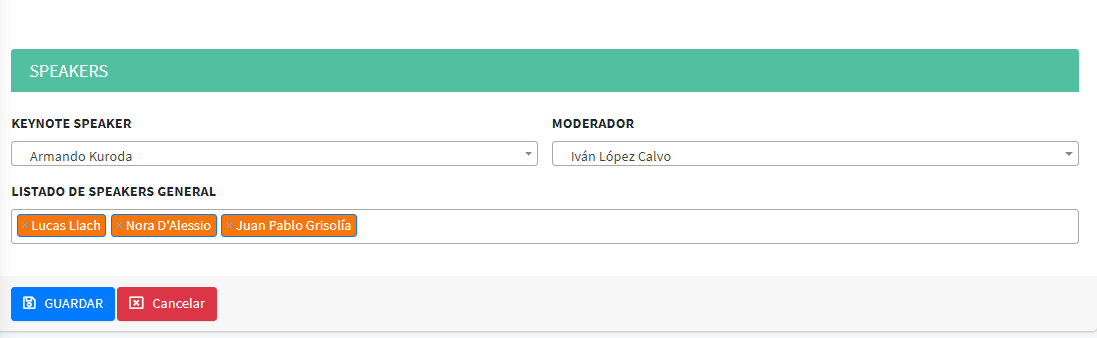 SPEAKERS
KEYNOTE SPEAKER
MODERADOR
Armando Kuroda
Iván López Calvo
LISTADO DE SPEAKERS GENERAL
× Lucas Llach × Nora D'Alessio × Juan Pablo Grisolía
GUARDAR Cancelar